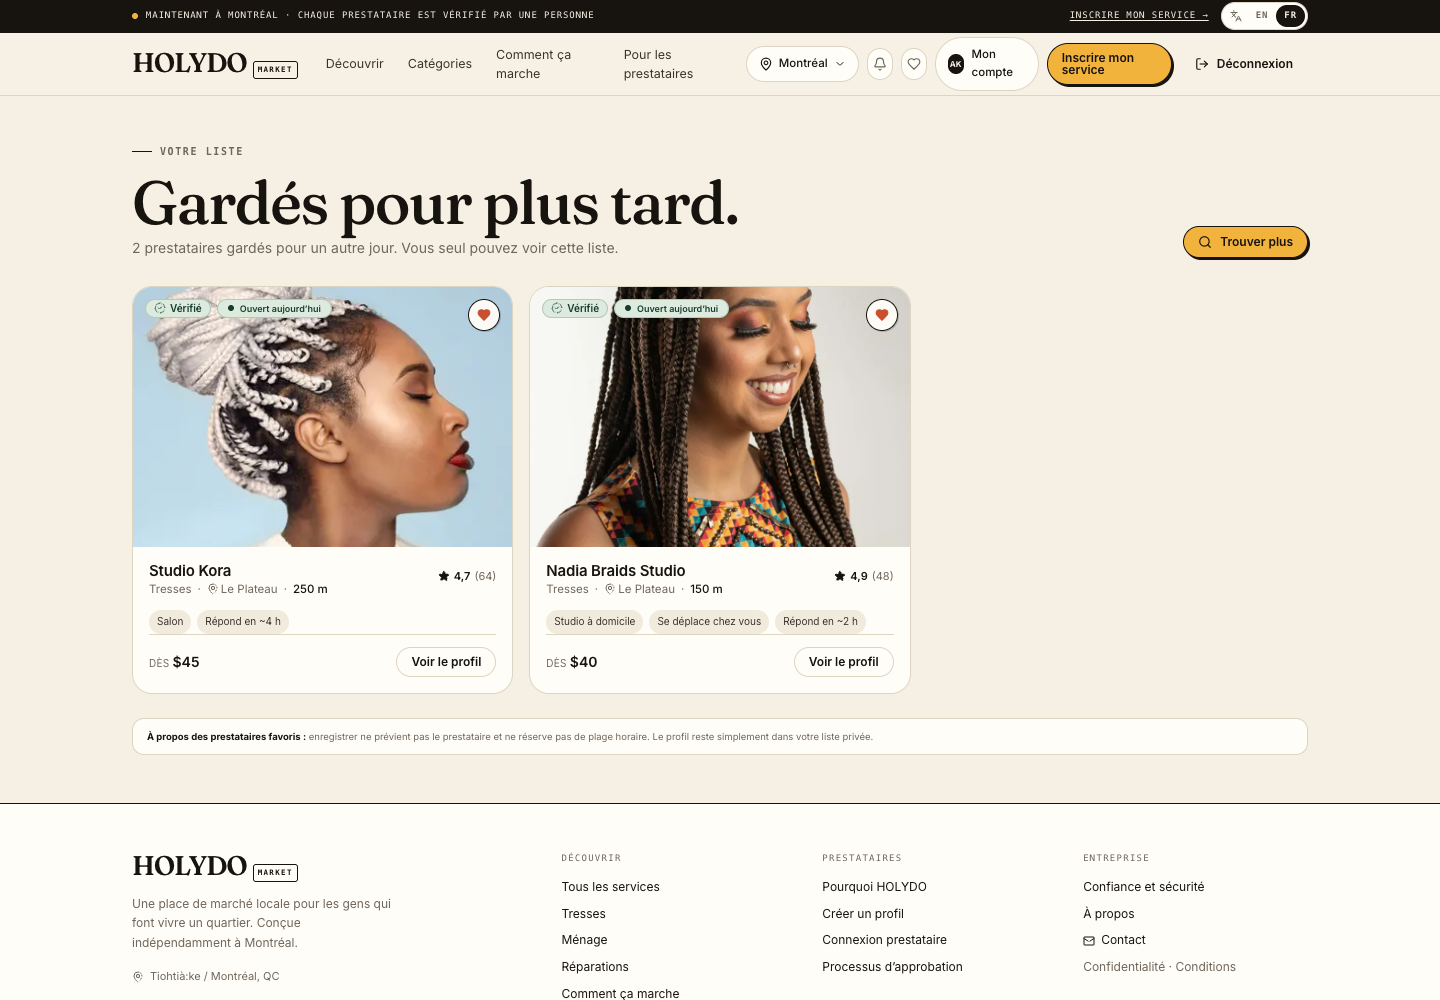 MAINTENANT À MONTRÉAL · CHAQUE PRESTATAIRE EST VÉRIFIÉ PAR UNE PERSONNE
INSCRIRE MON SERVICE →
EN
FR
HOLYDO MARKET
Découvrir
Catégories
Comment ça
marche
Pour les
prestataires
Montréal
AK
Mon
compte
Inscrire mon
service
Déconnexion
VOTRE LISTE
Gardés pour plus tard.
2 prestataires gardés pour un autre jour. Vous seul pouvez voir cette liste.
Trouver plus
Vérifié
Ouvert aujourd’hui
Studio Kora
4,7 (64)
Tresses · Le Plateau · 250 m
Salon
Répond en ~4 h
DÈS $45
Voir le profil
Vérifié
Ouvert aujourd’hui
Nadia Braids Studio
4,9 (48)
Tresses · Le Plateau · 150 m
Studio à domicile
Se déplace chez vous
Répond en ~2 h
DÈS $40
Voir le profil
À propos des prestataires favoris : enregistrer ne prévient pas le prestataire et ne réserve pas de plage horaire. Le profil reste simplement dans votre liste privée.
HOLYDO MARKET
Une place de marché locale pour les gens qui
font vivre un quartier. Conçue
indépendamment à Montréal.
Tiohtià:ke / Montréal, QC
DÉCOUVRIR
Tous les services
Tresses
Ménage
Réparations
Comment ça marche
PRESTATAIRES
Pourquoi HOLYDO
Créer un profil
Connexion prestataire
Processus d’approbation
ENTREPRISE
Confiance et sécurité
À propos
Contact
Confidentialité · Conditions